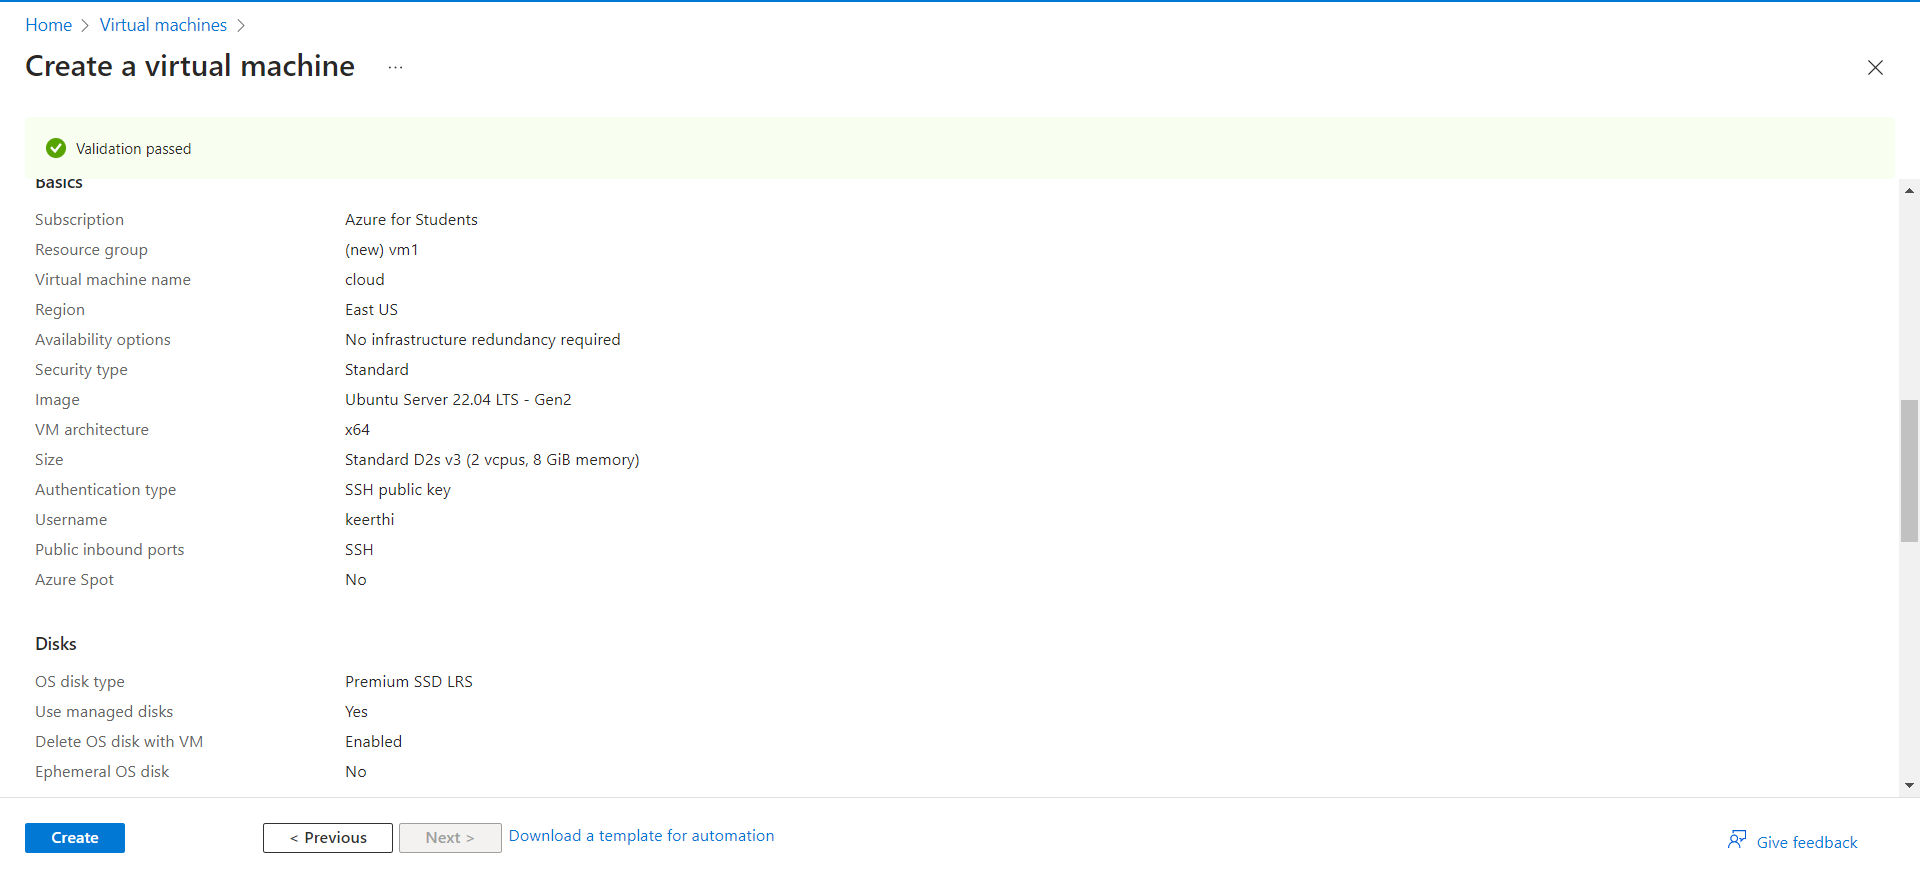 Home > Virtual machines >
Create a virtual machine ...
Validation passed
Basics
Subscription Azure for Students
Resource group (new) vm1
Virtual machine name cloud
Region East US
Availability options No infrastructure redundancy required
Security type Standard
Image Ubuntu Server 22.04 LTS - Gen2
VM architecture x64
Size Standard D2s v3 (2 vcpus, 8 GiB memory)
Authentication type SSH public key
Username keerthi
Public inbound ports SSH
Azure Spot No
Disks
OS disk type Premium SSD LRS
Use managed disks Yes
Delete OS disk with VM Enabled
Ephemeral OS disk No
Create < Previous Next > Download a template for automation Give feedback